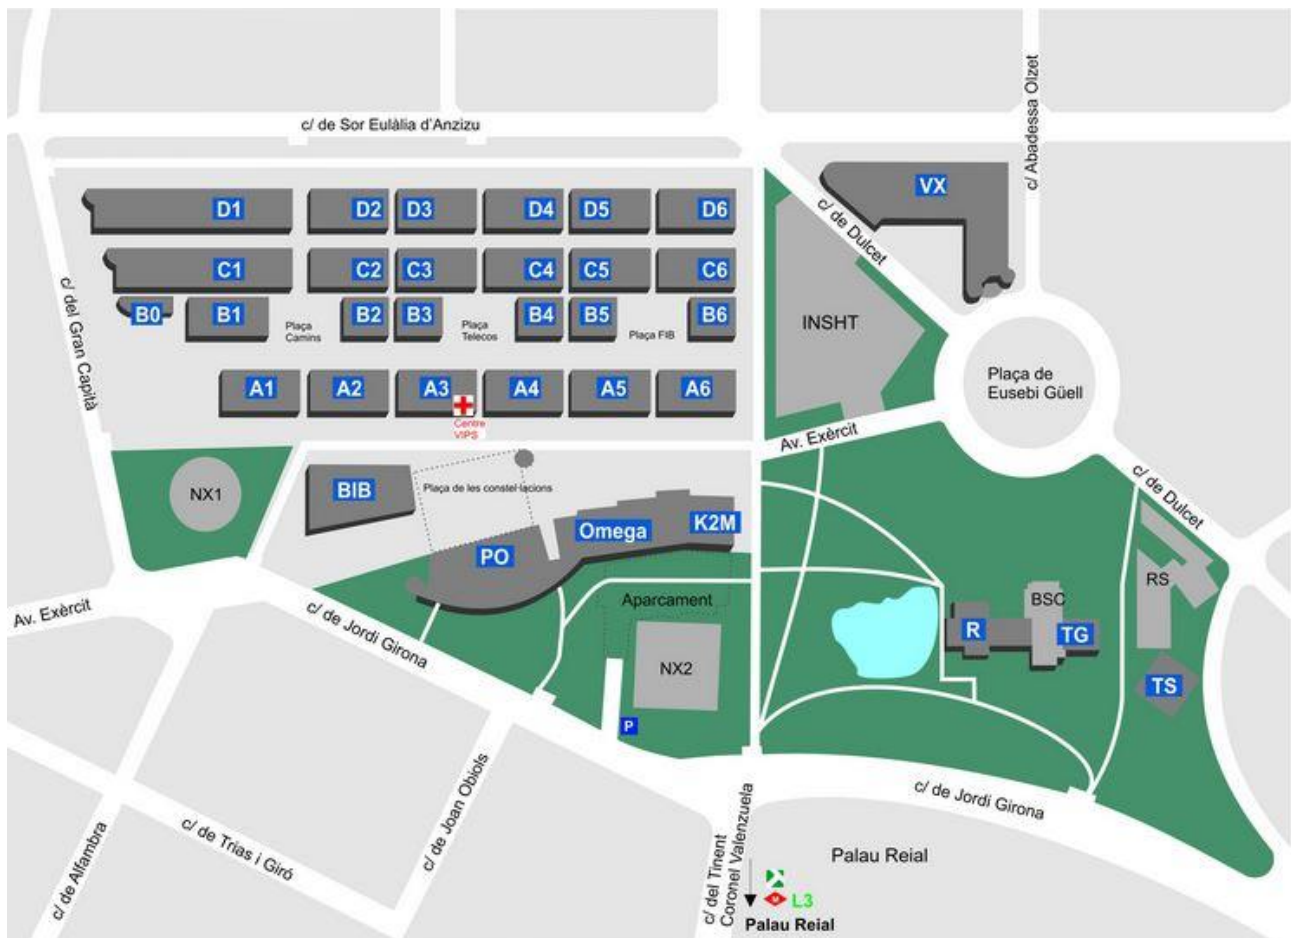 c/ de Sor Eulàlia d'Anzizu
c/ Abadessa Olzet
VX
D1
D2
D3
D4
D5
D6
c/ de Dulcet
C1
C2
C3
C4
C5
C6
c/ del Gran Capità
B0
B1
Plaça
Camins
B2
B3
Plaça
Telecos
B4
B5
Plaça FIB
B6
INSHT
Plaça de
Eusebi Güell
A1
A2
A3
A4
A5
A6
Centre
VIPS
Av. Exèrcit
NX1
BIB
Plaça de les constel·lacions
c/ de Dulcet
Omega
K2M
PO
Av. Exèrcit
c/ de Jordi Girona
Aparcament
BSC
RS
R
TG
NX2
TS
P
c/ de Joan Obiols
c/ de Trias i Giró
c/ de Alfambra
c/ del Tinent
Coronel Valenzuela
c/ de Jordi Girona
Palau Reial
M
L3
Palau Reial